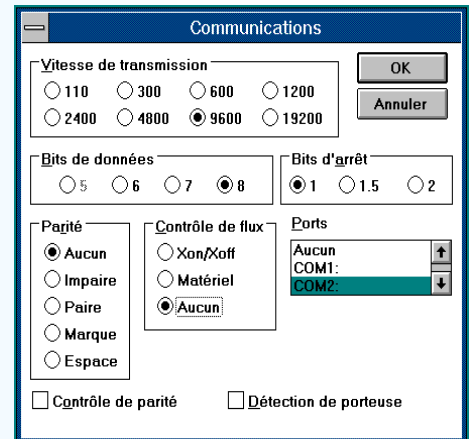 Communications
Vitesse de transmission
110 300 600 1200
2400 4800 9600 19200
OK
Annuler
Bits de données
5 6 7 8
Bits d'arrêt
1 1.5 2
Parité
Aucun
Impaire
Paire
Marque
Espace
Contrôle de flux
Xon/Xoff
Matériel
Aucun
Ports
Aucun
COM1:
COM2:
Contrôle de parité
Détection de porteuse